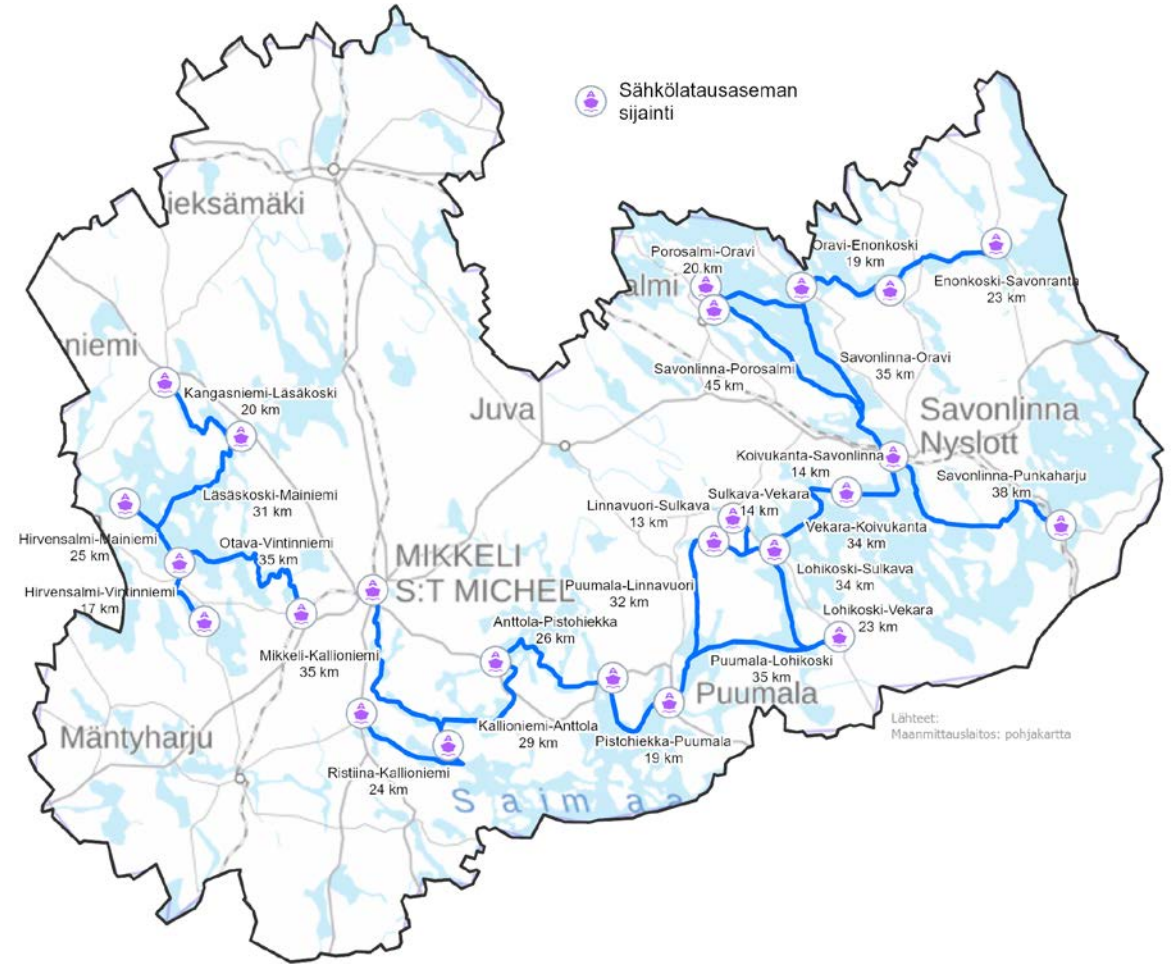 Sähkölatausaseman
sijainti
ieksämäki
Porosalmi-Oravi
20 km
Oravi-Enonkoski
19 km
almi
Enonkoski-Savonranta
23 km
niemi
Savonlinna-Oravi
35 km
Savonlinna-Porosalmi
45 km
Kangasniemi-Läsäkoski
20 km
Juva
Savonlinna
Nyslott
Koivukanta-Savonlinna
14 km
Savonlinna-Punkaharju
38 km
Läsäskoski-Mainiemi
31 km
Linnavuori-Sulkava
13 km
Sulkava-Vekara
14 km
Vekara-Koivukanta
34 km
Hirvensalmi-Mainiemi
25 km
Otava-Vintinniemi
35 km
MIKKELI
S:T MICHEL
Lohikoski-Sulkava
34 km
Puumala-Linnavuori
32 km
Hirvensalmi-Vintinniemi
17 km
Lohikoski-Vekara
23 km
Anttola-Pistohiekka
26 km
Mikkeli-Kallioniemi
35 km
Puumala-Lohikoski
35 km
Puumala
Mäntyharju
Kallioniemi-Anttola
29 km
Pistohiekka-Puumala
19 km
Lähteet:
Maanmittauslaitos: pohjakartta
Ristiina-Kallioniemi
24 km
Saimaa